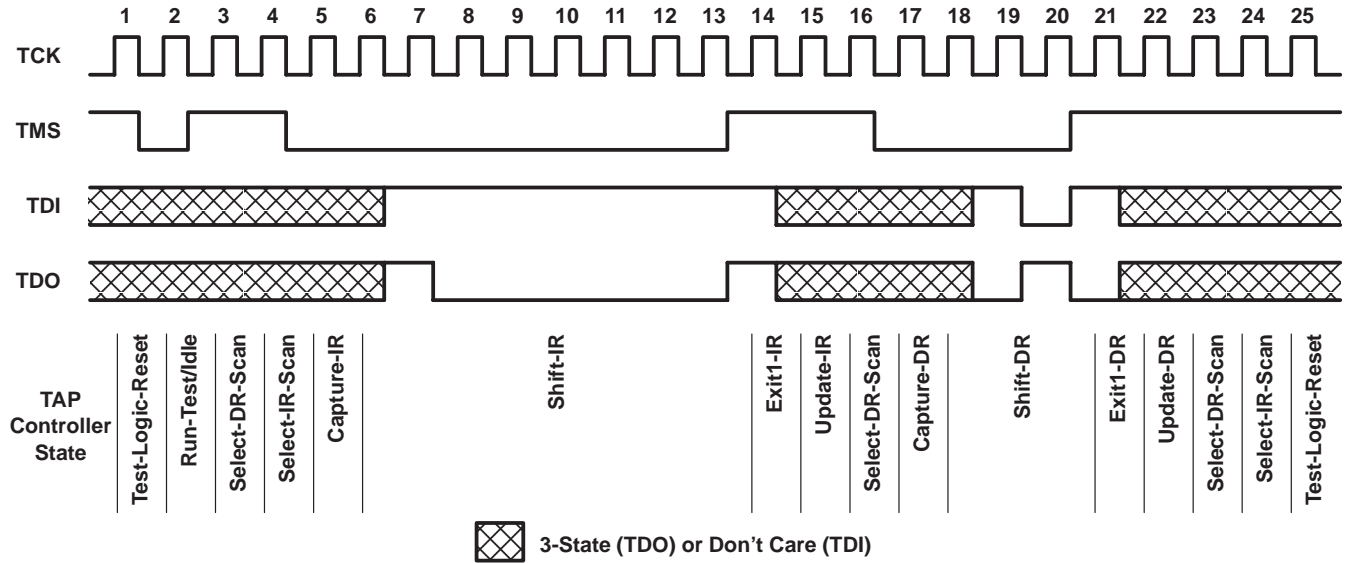 1 2 3 4 5 6 7 8 9 10 11 12 13 14 15 16 17 18 19 20 21 22 23 24 25
TCK
TMS
TDI
TDO
TAP
Controller
State
Test-Logic-Reset
Run-Test/Idle
Select-DR-Scan
Select-IR-Scan
Capture-IR
Shift-IR
Exit1-IR
Update-IR
Select-DR-Scan
Capture-DR
Shift-DR
Exit1-DR
Update-DR
Select-DR-Scan
Select-IR-Scan
Test-Logic-Reset
3-State (TDO) or Don’t Care (TDI)